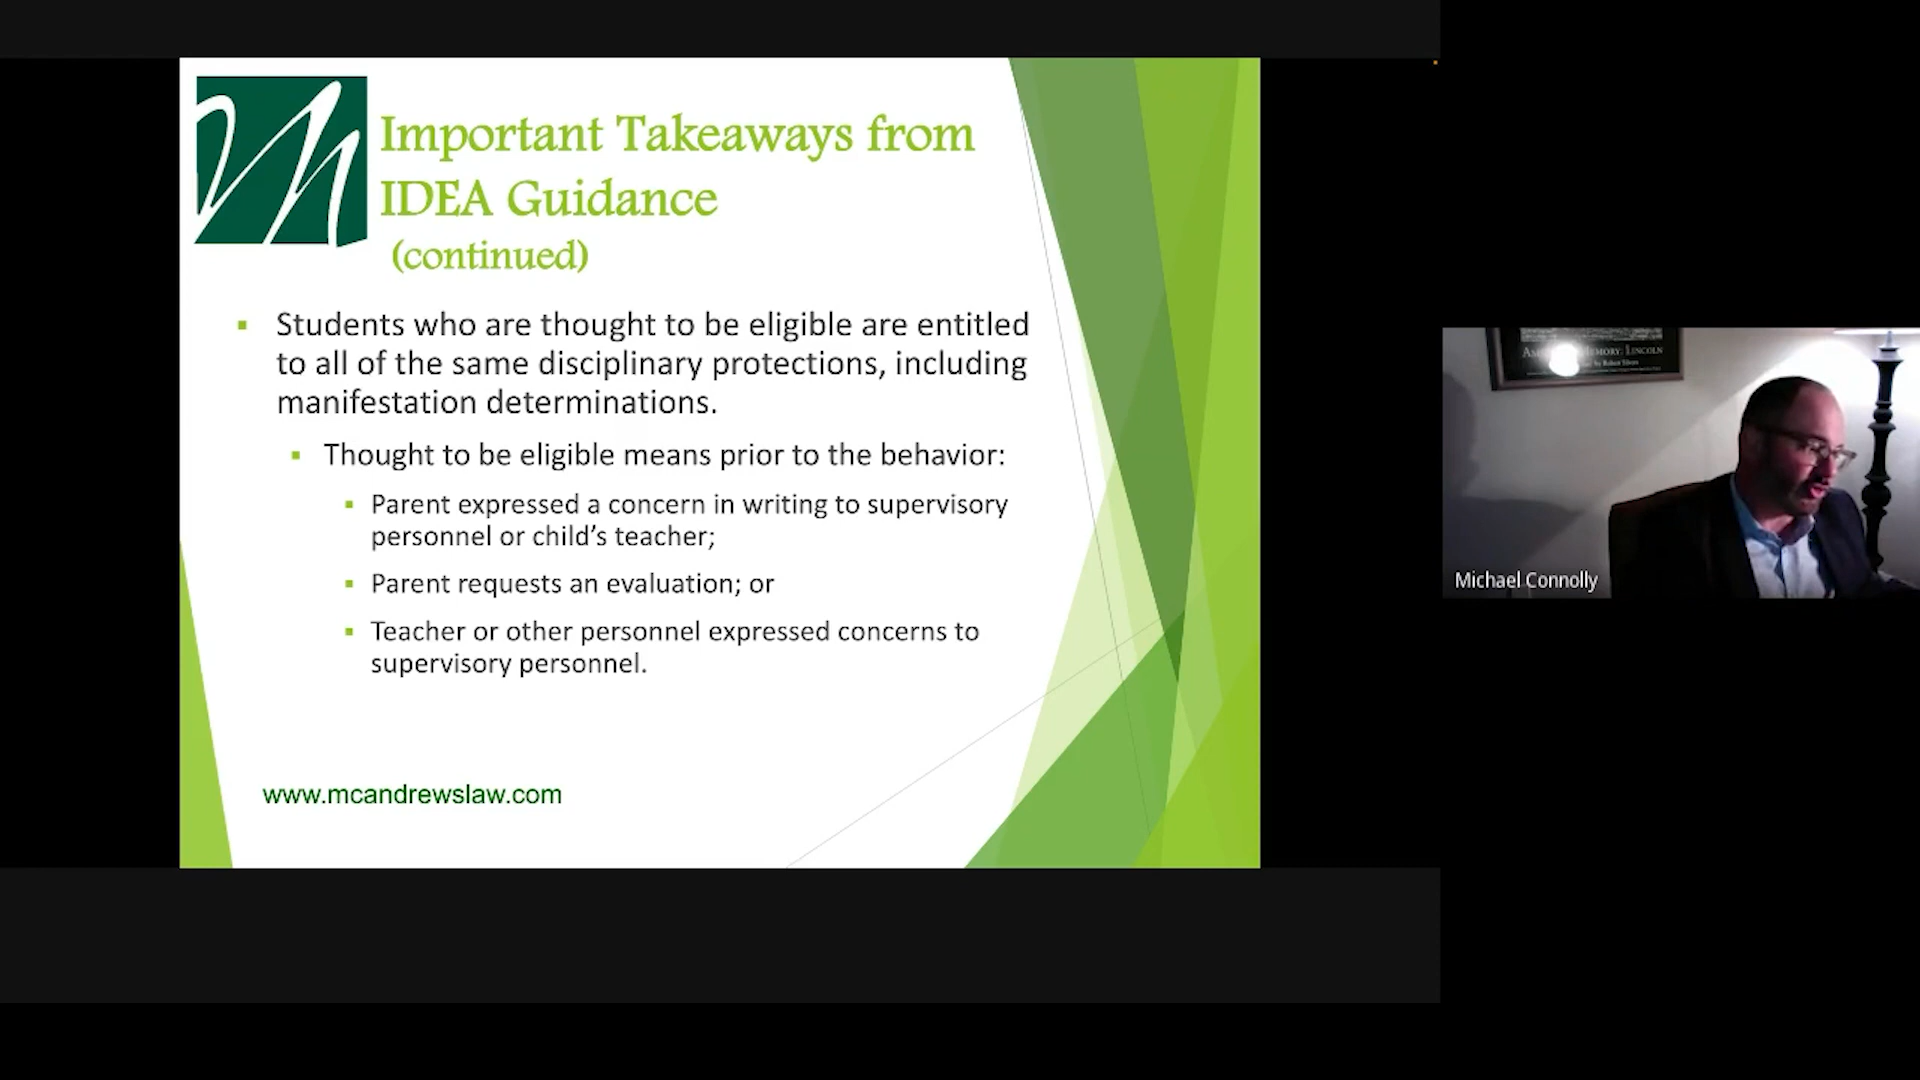 Important Takeaways from
IDEA Guidance
(continued)
▪ Students who are thought to be eligible are entitled
to all of the same disciplinary protections, including
manifestation determinations.
▪ Thought to be eligible means prior to the behavior:
▪ Parent expressed a concern in writing to supervisory
personnel or child’s teacher;
▪ Parent requests an evaluation; or
▪ Teacher or other personnel expressed concerns to
supervisory personnel.
www.mcandrewslaw.com
LINCOLN
Michael Connolly